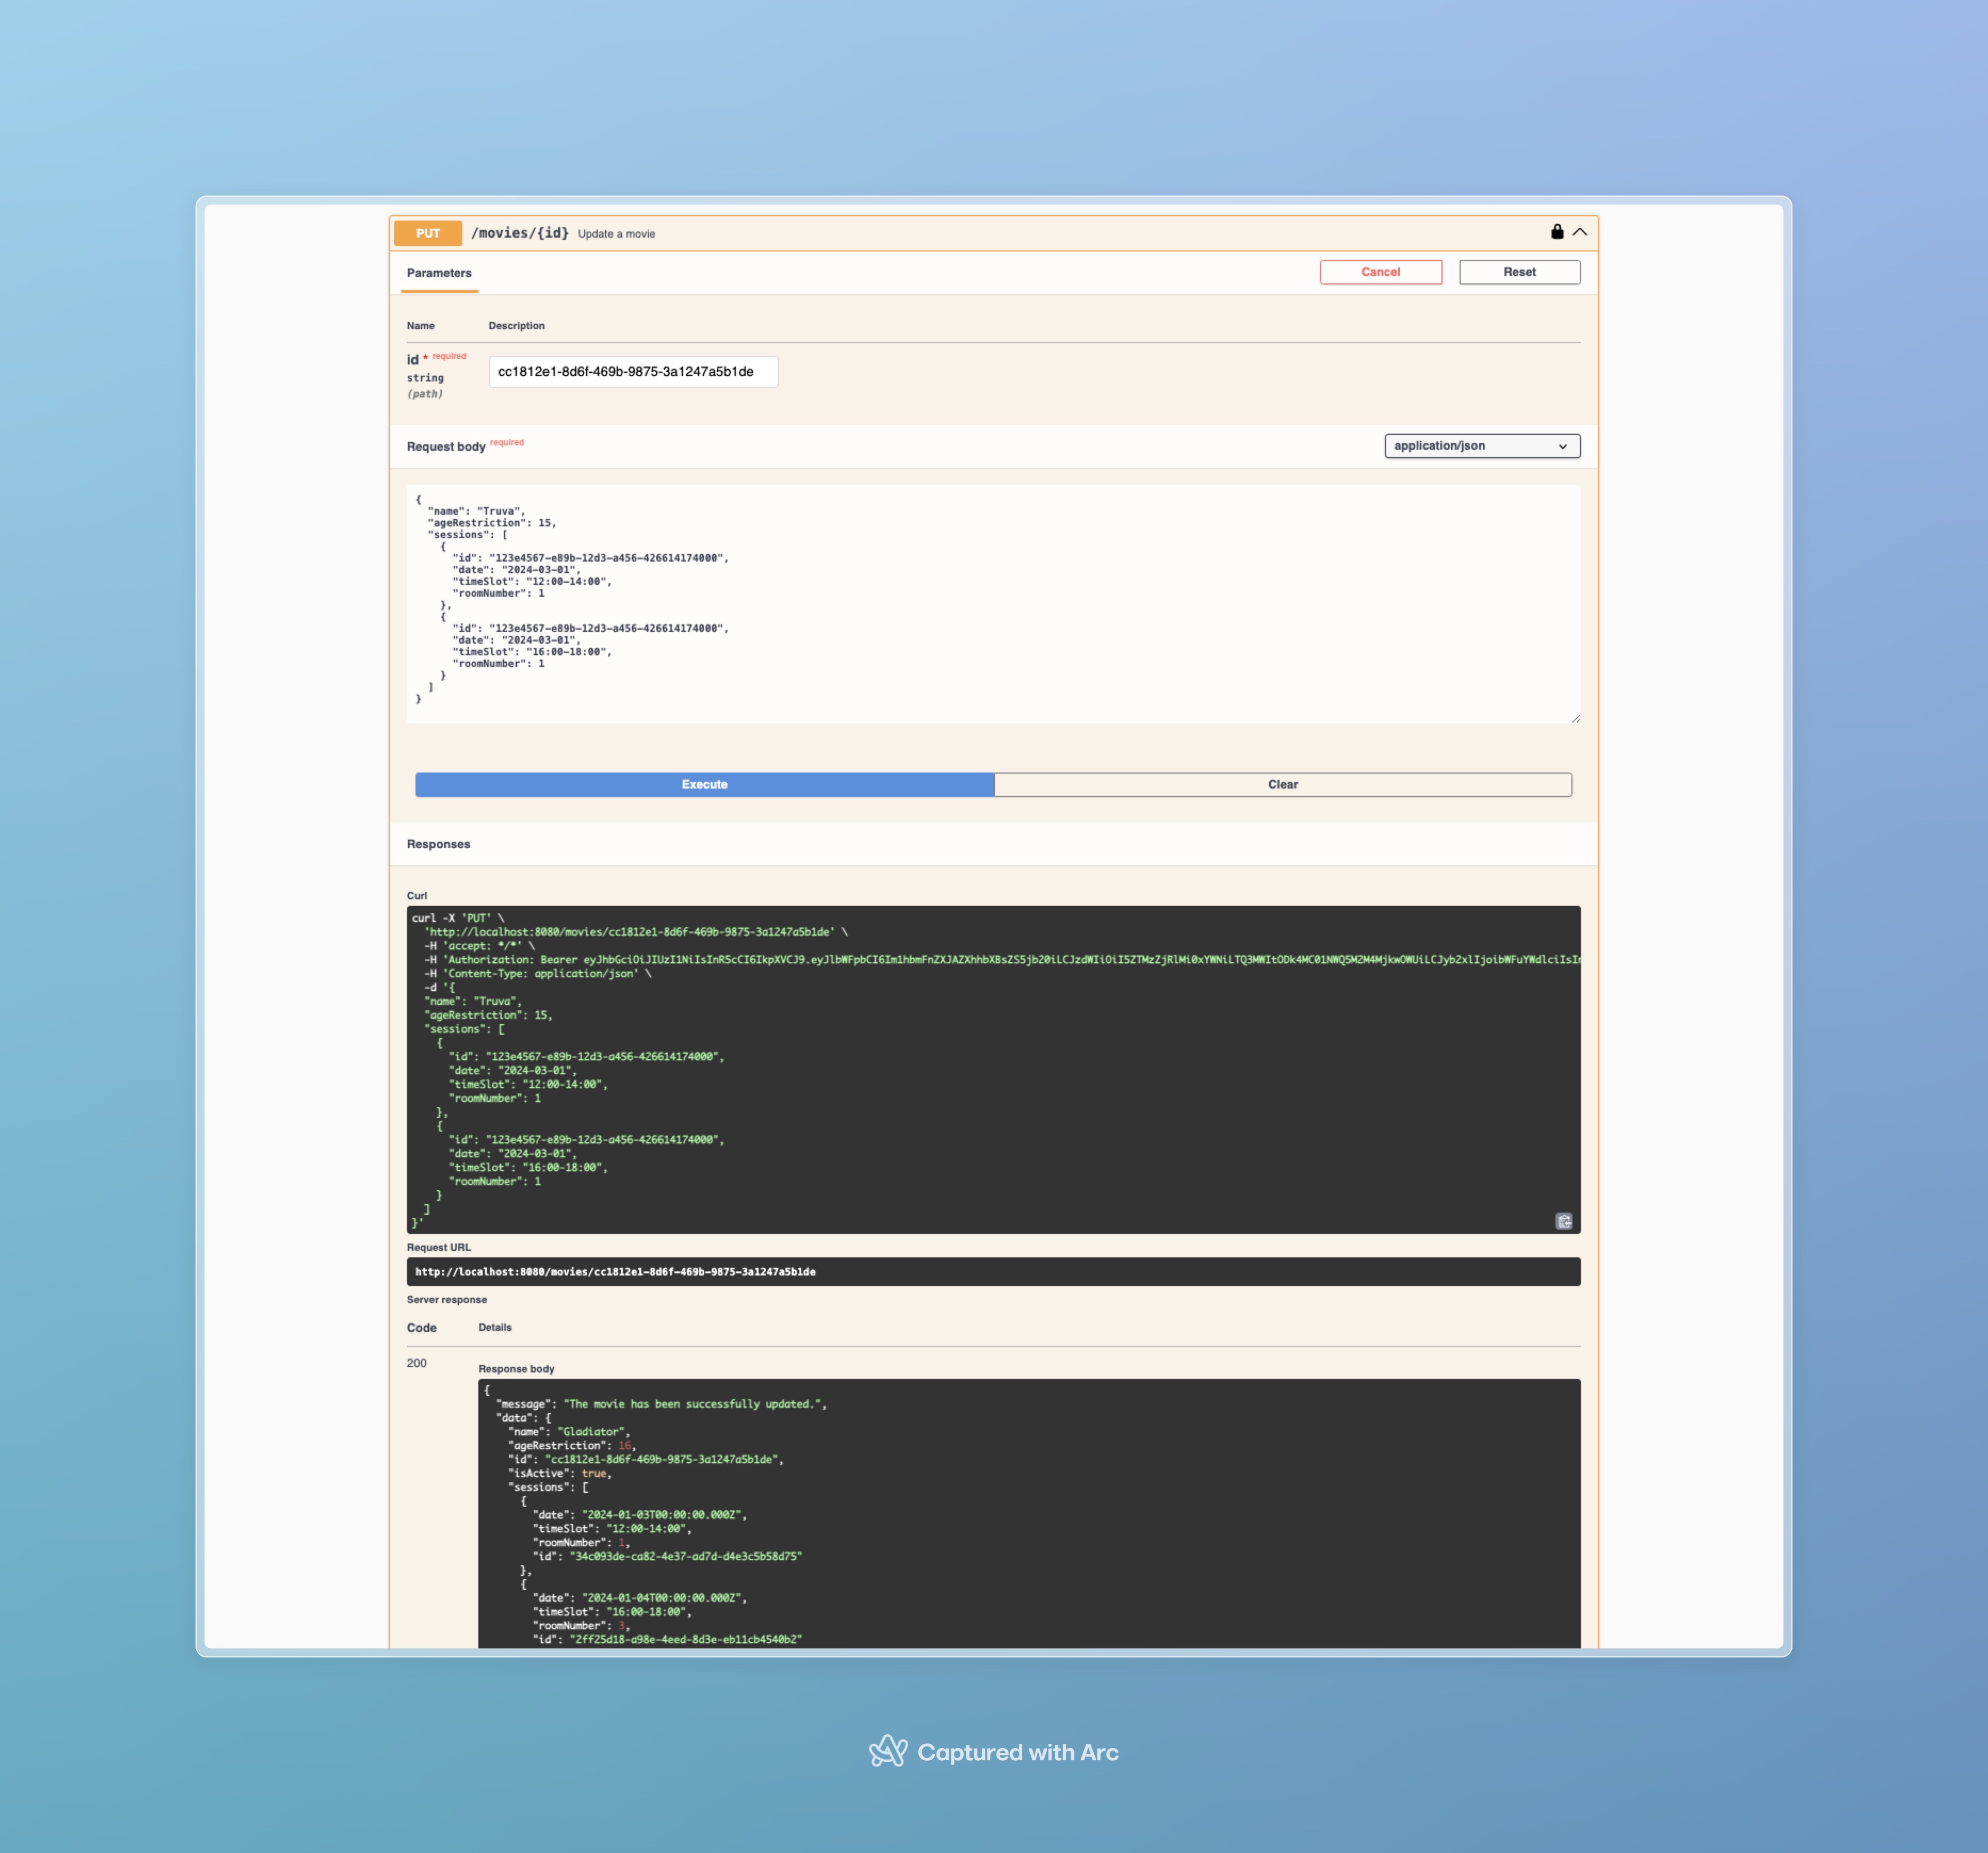 PUT /movies/{id} Update a movie
Parameters
Cancel
Reset
Name Description
id * required
string
(path)
cc1812e1-8d6f-469b-9875-3a1247a5b1de
Request body required
application/json
{
  "name": "Truva",
  "ageRestriction": 15,
  "sessions": [
    {
      "id": "123e4567-e89b-12d3-a456-426614174000",
      "date": "2024-03-01",
      "timeSlot": "12:00-14:00",
      "roomNumber": 1
    },
    {
      "id": "123e4567-e89b-12d3-a456-426614174000",
      "date": "2024-03-01",
      "timeSlot": "16:00-18:00",
      "roomNumber": 1
    }
  ]
}
Execute
Clear
Responses
Curl
curl -X 'PUT' \
  'http://localhost:8080/movies/cc1812e1-8d6f-469b-9875-3a1247a5b1de' \
  -H 'accept: */*' \
  -H 'Authorization: Bearer
  -H 'Content-Type: application/json' \
  -d '{
  "name": "Truva",
  "ageRestriction": 15,
  "sessions": [
    {
      "id": "123e4567-e89b-12d3-a456-426614174000",
      "date": "2024-03-01",
      "timeSlot": "12:00-14:00",
      "roomNumber": 1
    },
    {
      "id": "123e4567-e89b-12d3-a456-426614174000",
      "date": "2024-03-01",
      "timeSlot": "16:00-18:00",
      "roomNumber": 1
    }
  ]
}'
Request URL
http://localhost:8080/movies/cc1812e1-8d6f-469b-9875-3a1247a5b1de
Server response
Code Details
200
Response body
{
  "message": "The movie has been successfully updated.",
  "data": {
    "name": "Gladiator",
    "ageRestriction": 16,
    "id": "cc1812e1-8d6f-469b-9875-3a1247a5b1de",
    "isActive": true,
    "sessions": [
      {
        "date": "2024-01-03T00:00:00.000Z",
        "timeSlot": "12:00-14:00",
        "roomNumber": 1,
        "id": "34c093de-ca82-4e37-ad7d-d4e3c5b58d75"
      },
      {
        "date": "2024-01-04T00:00:00.000Z",
        "timeSlot": "16:00-18:00",
        "roomNumber": 3,
        "id": "2ff25d18-a98e-4eed-8d3e-eb11cb4540b2"
Captured with Arc